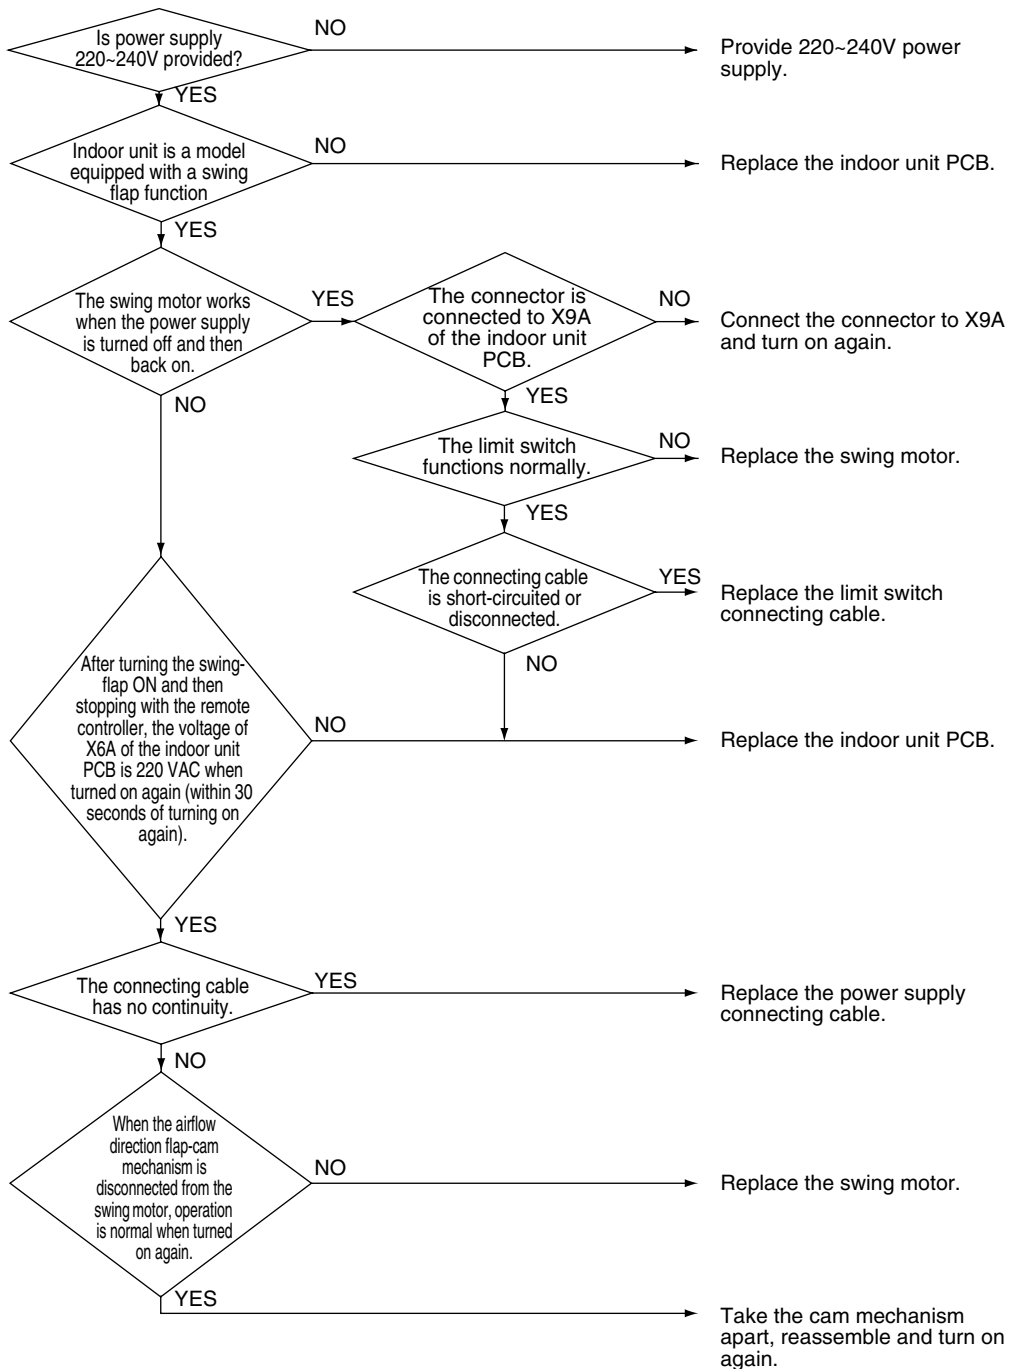 Is power supply
220~240V provided?
NO
Provide 220~240V power
supply.
YES
Indoor unit is a model
equipped with a swing
flap function
NO
Replace the indoor unit PCB.
YES
The swing motor works
when the power supply
is turned off and then
back on.
YES
The connector is
connected to X9A
of the indoor unit
PCB.
NO
Connect the connector to X9A
and turn on again.
NO
YES
The limit switch
functions normally.
NO
Replace the swing motor.
YES
The connecting cable
is short-circuited or
disconnected.
YES
Replace the limit switch
connecting cable.
NO
After turning the swing-
flap ON and then
stopping with the remote
controller, the voltage of
X6A of the indoor unit
PCB is 220 VAC when
turned on again (within 30
seconds of turning on
again).
NO
Replace the indoor unit PCB.
YES
The connecting cable
has no continuity.
YES
Replace the power supply
connecting cable.
NO
When the airflow
direction flap-cam
mechanism is
disconnected from the
swing motor, operation
is normal when turned
on again.
NO
Replace the swing motor.
YES
Take the cam mechanism
apart, reassemble and turn on
again.